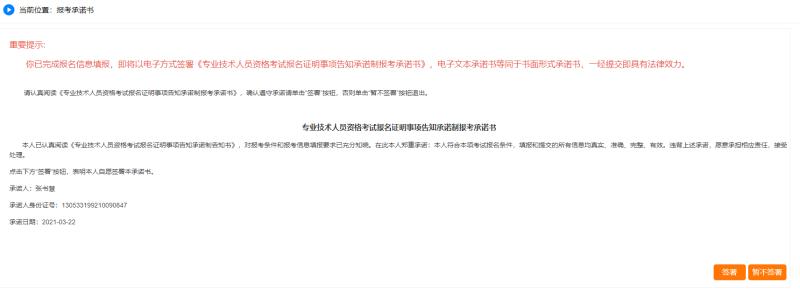 当前位置：报考承诺书
重要提示:
你已完成报名信息填报，即将以电子方式签署《专业技术人员资格考试报名证明事项告知承诺制报考承诺书》，电子文本承诺书等同于书面形式承诺书，一经提交即具有法律效力。
请认真阅读《专业技术人员资格考试报名证明事项告知承诺制报考承诺书》，确认遵守承诺请单击“签署”按钮，否则单击“暂不签署”按钮退出。
专业技术人员资格考试报名证明事项告知承诺制报考承诺书
本人已认真阅读《专业技术人员资格考试报名证明事项告知承诺制告知书》，对报考条件和报考信息填报要求已充分知晓。在此本人郑重承诺：本人符合本项考试报名条件，填报和提交的所有信息均真实、准确、完整、有效。违背上述承诺，愿意承担相应责任，接受
处理。
点击下方“签署”按钮，表明本人自愿签署本承诺书。
承诺人：张书慧
承诺人身份证号：130533199210090847
承诺日期：2021-03-22
签署 暂不签署